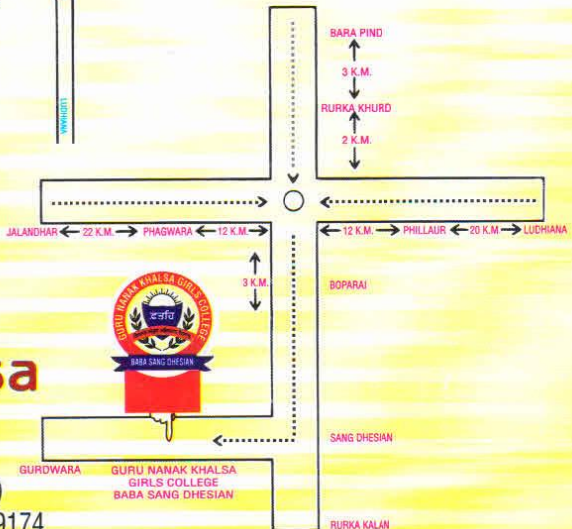 LUDHIANA
BARA PIND
3 K.M.
RURKA KHURD
2 K.M.
JALANDHAR 22 K.M. PHAGWARA 12 K.M.
12 K.M. PHILLAUR 20 K.M. LUDHIANA
3 K.M.
BOPARAI
GURU NANAK KHALSA GIRLS COLLEGE
BABA SANG DHESIAN
sa
SANG DHESIAN
GURDWARA
GURU NANAK KHALSA
GIRLS COLLEGE
BABA SANG DHESIAN
)
9174
RURKA KALAN